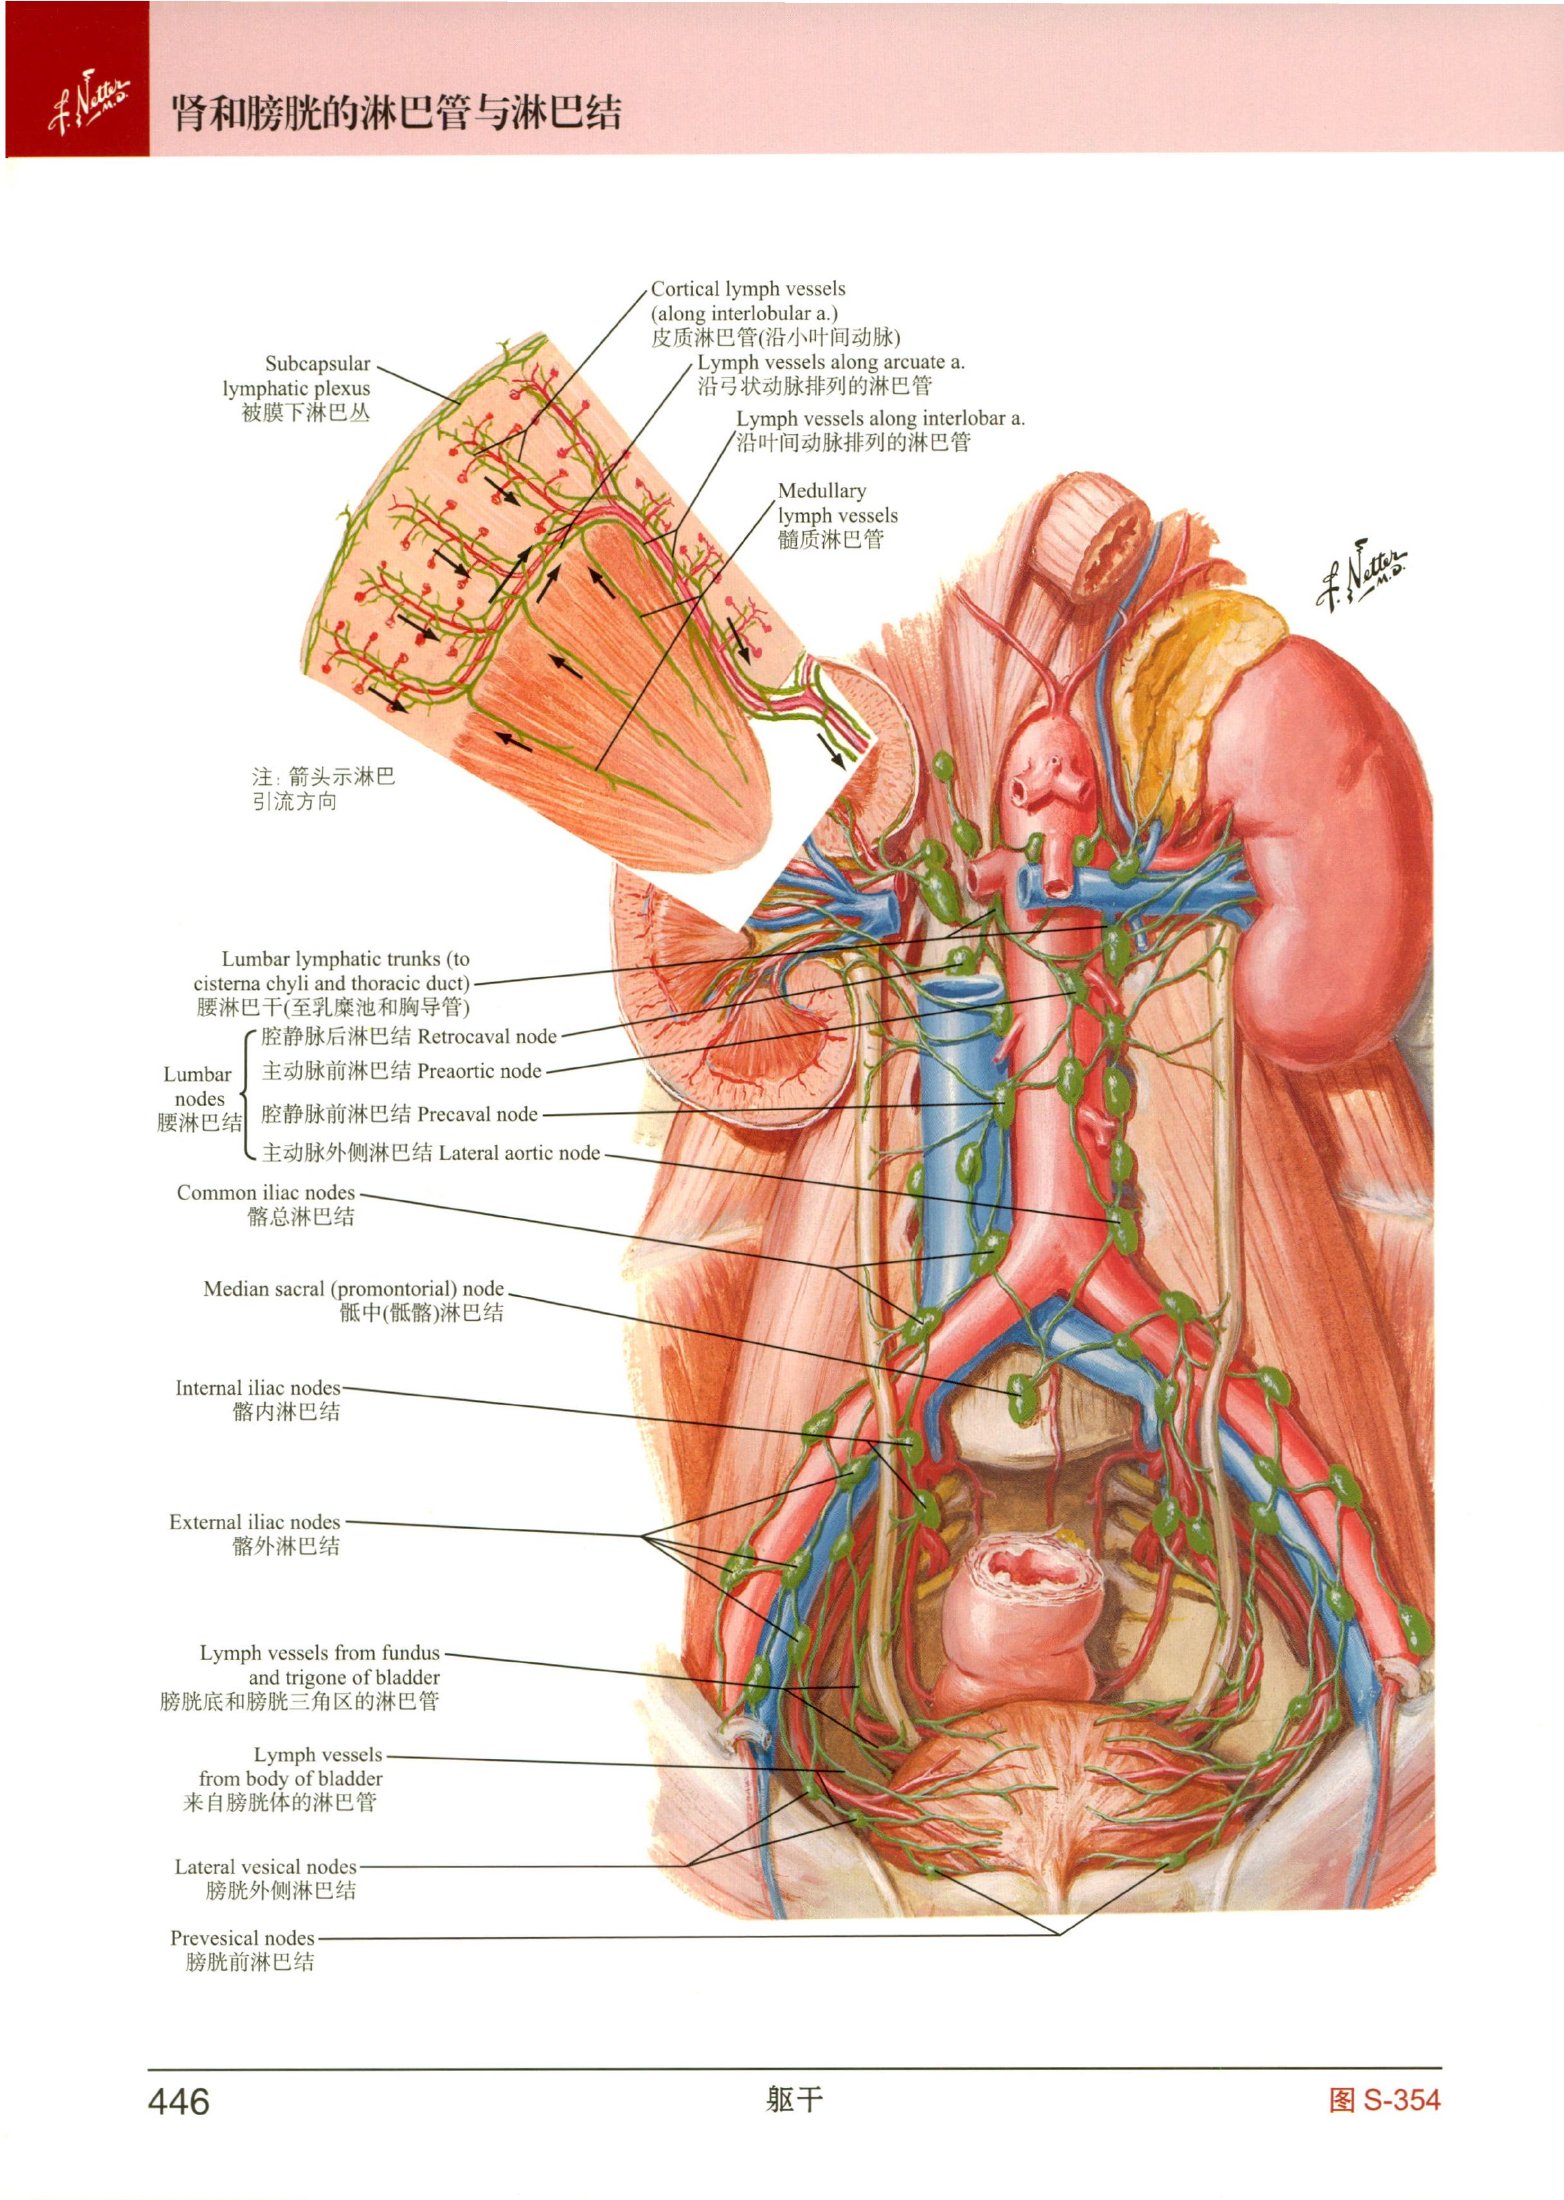 F. Netter M.D.
肾和膀胱的淋巴管与淋巴结
Cortical lymph vessels
(along interlobular a.)
皮质淋巴管(沿小叶间动脉)
Subcapsular
lymphatic plexus
被膜下淋巴丛
Lymph vessels along arcuate a.
沿弓状动脉排列的淋巴管
Lymph vessels along interlobar a.
沿叶间动脉排列的淋巴管
Medullary
lymph vessels
髓质淋巴管
F. Netter M.D.
注: 箭头示淋巴
引流方向
Lumbar lymphatic trunks (to
cisterna chyli and thoracic duct)
腰淋巴干(至乳糜池和胸导管)
Lumbar
nodes
腰淋巴结
腔静脉后淋巴结 Retrocaval node
主动脉前淋巴结 Preaortic node
腔静脉前淋巴结 Precaval node
主动脉外侧淋巴结 Lateral aortic node
Common iliac nodes
髂总淋巴结
Median sacral (promontorial) node
骶中(骶髂)淋巴结
Internal iliac nodes
髂内淋巴结
External iliac nodes
髂外淋巴结
Lymph vessels from fundus
and trigone of bladder
膀胱底和膀胱三角区的淋巴管
Lymph vessels
from body of bladder
来自膀胱体的淋巴管
Lateral vesical nodes
膀胱外侧淋巴结
Prevesical nodes
膀胱前淋巴结
446
躯干
图 S-354